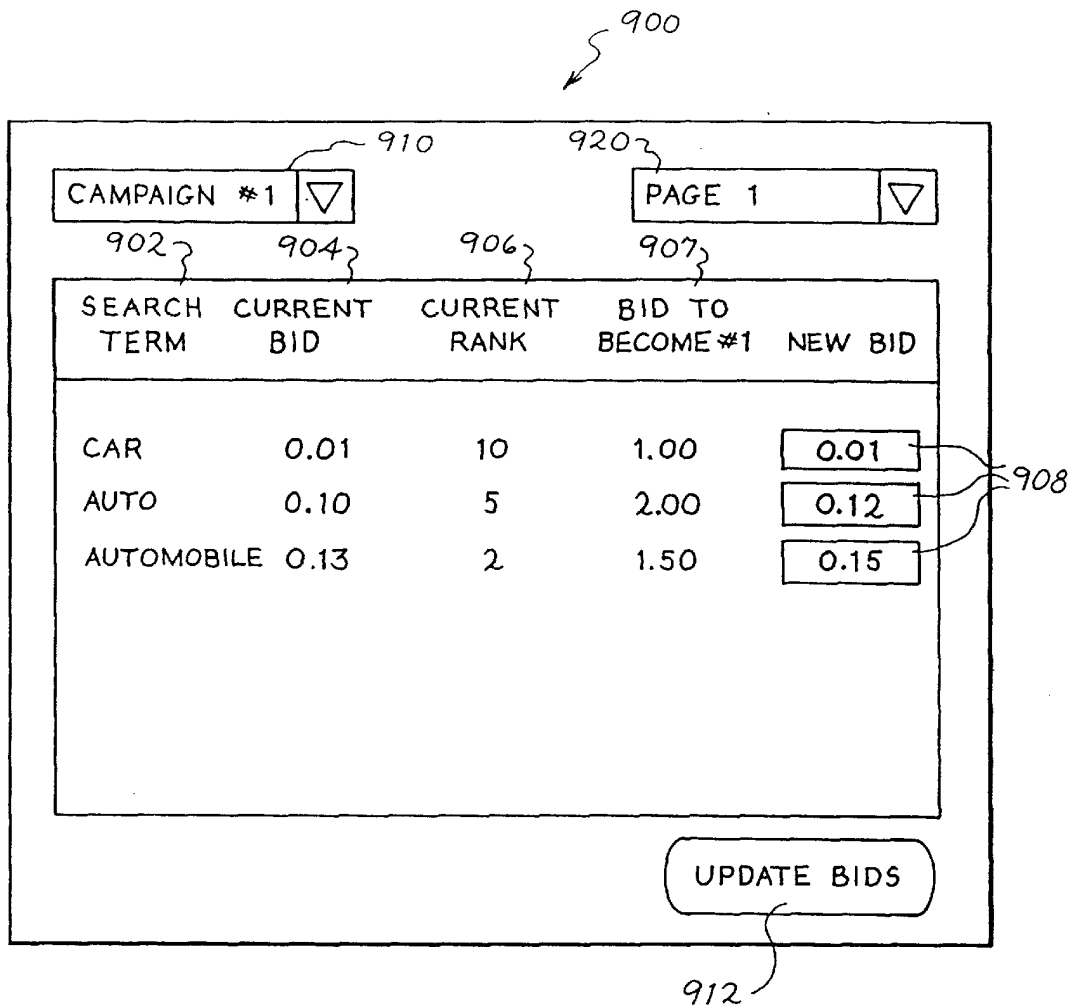 900
910
920
CAMPAIGN #1
PAGE 1
902
904
906
907
SEARCH TERM
CURRENT BID
CURRENT RANK
BID TO BECOME #1
NEW BID
CAR 0.01 10 1.00 0.01
AUTO 0.10 5 2.00 0.12
AUTOMOBILE 0.13 2 1.50 0.15
908
UPDATE BIDS
912